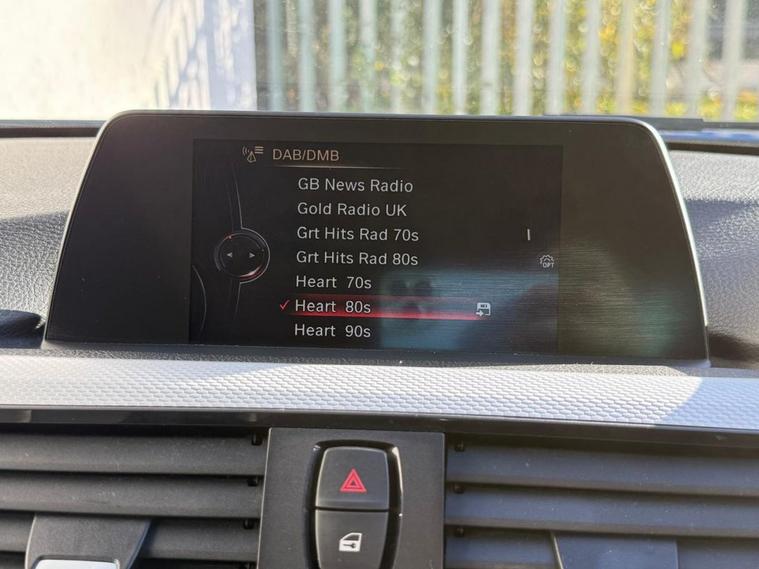 DAB/DMB
GB News Radio
Gold Radio UK
Grt Hits Rad 70s
Grt Hits Rad 80s
OPT
Heart 70s
Heart 80s
Heart 90s